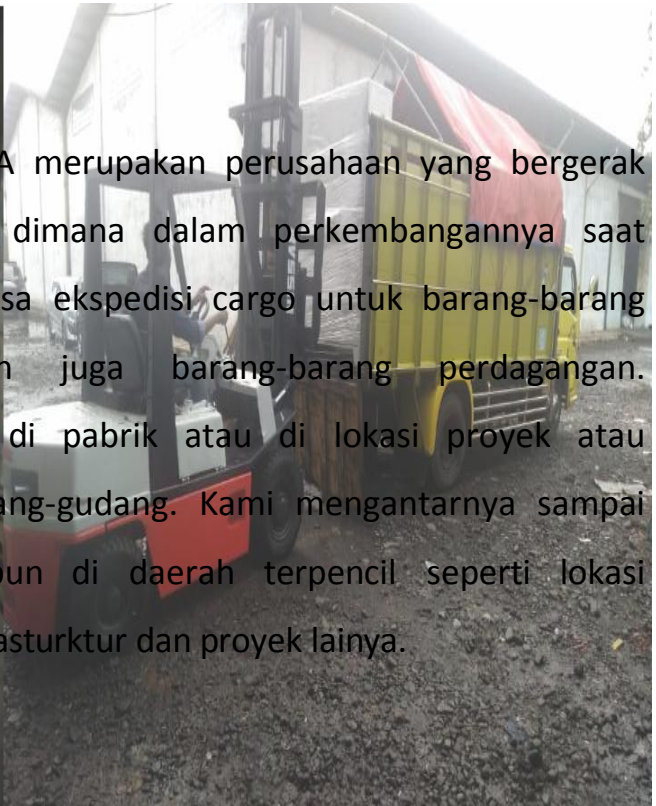 A merupakan perusahaan yang bergerak
dimana dalam perkembangannya saat
sa ekspedisi cargo untuk barang-barang
n juga barang-barang perdagangan.
di pabrik atau di lokasi proyek atau
ang-gudang. Kami mengantarnya sampai
pun di daerah terpencil seperti lokasi
asturktur dan proyek lainya.